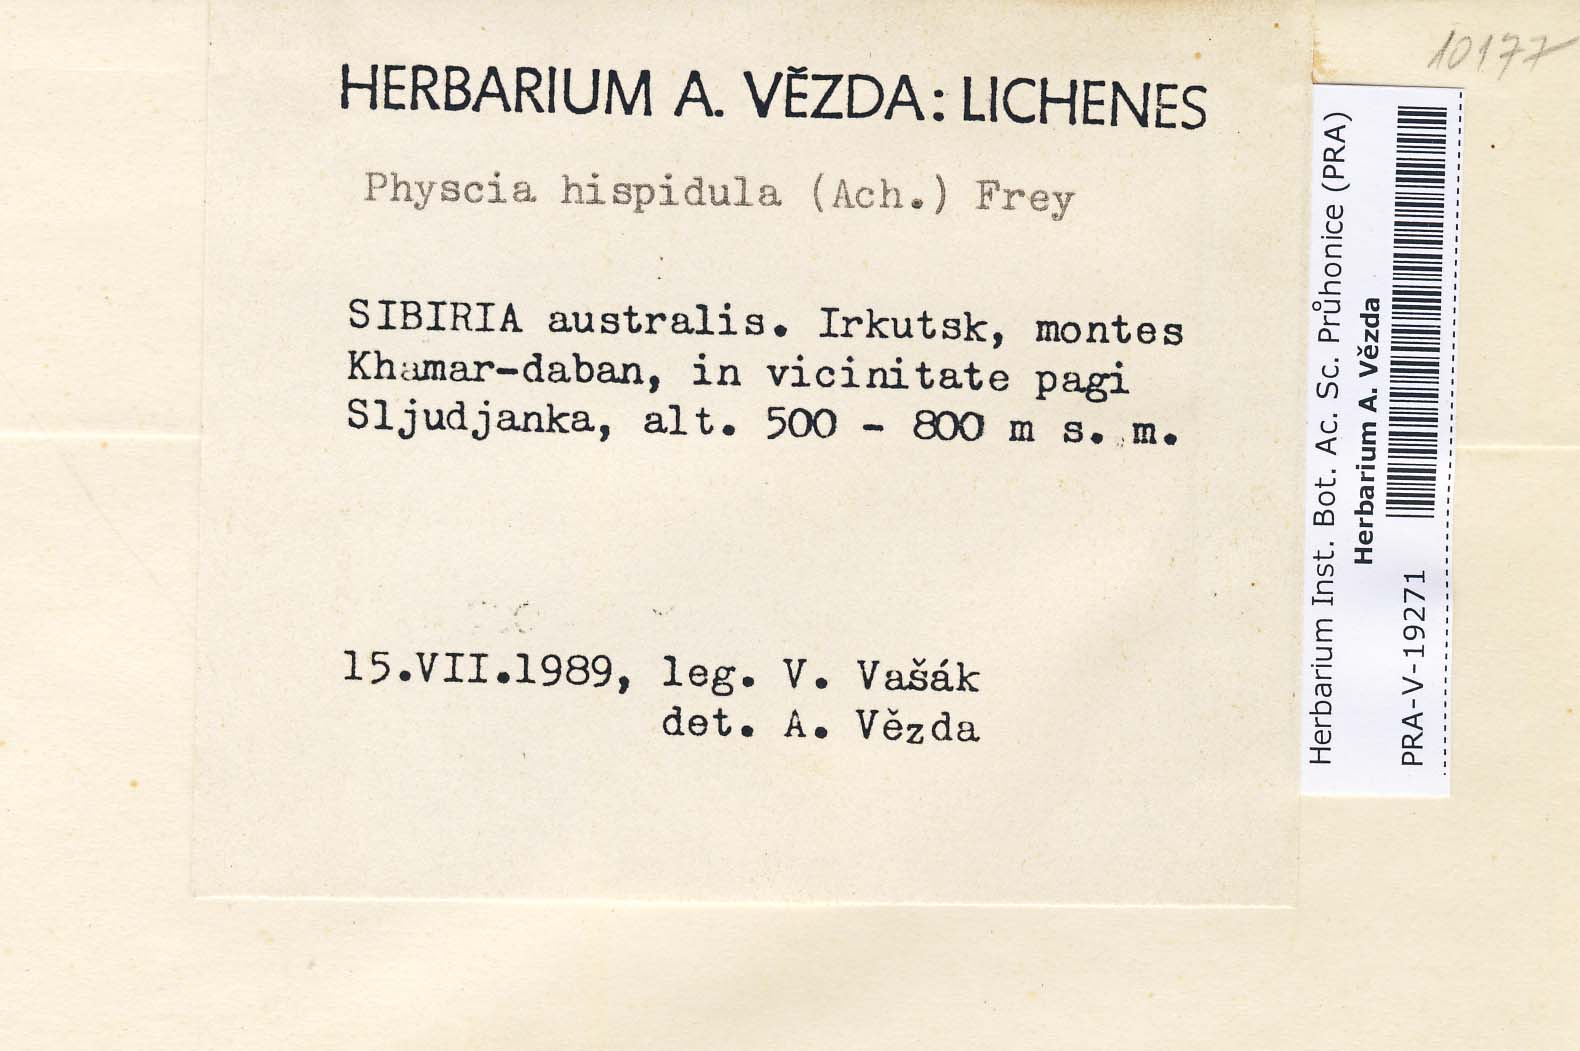 10177
HERBARIUM A. VĚZDA: LICHENES
Physcia hispidula (Ach.) Frey
SIBIRIA australis. Irkutsk, montes
Khamar-daban, in vicinitate pagi
Sljudjanka, alt. 500 - 800 m s. m.
15.VII.1989, leg. V. Vašák
det. A. Vězda
Herbarium Inst. Bot. Ac. Sc. Průhonice (PRA)
Herbarium A. Vězda
PRA-V-19271